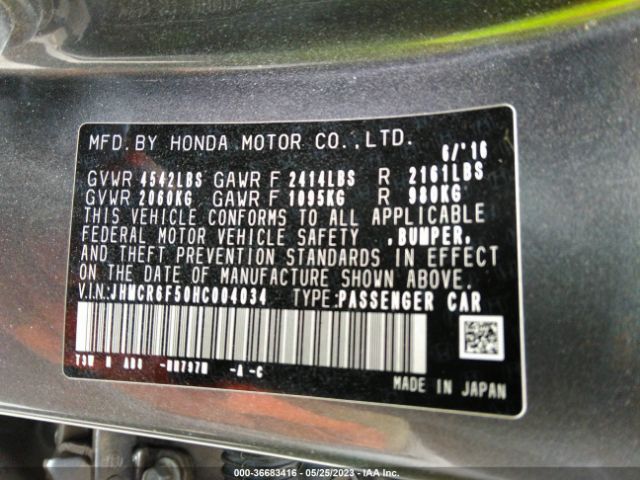 MFD. BY HONDA MOTOR CO., LTD.
6/'16
GVWR 4542LBS GAWR F 2414LBS R 2161LBS
GVWR 2060KG GAWR F 1095KG R 980KG
THIS VEHICLE CONFORMS TO ALL APPLICABLE
FEDERAL MOTOR VEHICLE SAFETY ,BUMPER,
AND THEFT PREVENTION STANDARDS IN EFFECT
ON THE DATE OF MANUFACTURE SHOWN ABOVE.
V.I.N: JHMCR6F50HC004034 TYPE: PASSENGER CAR
-A -C
MADE IN JAPAN
000-36683416 - 05/25/2023 - IAA Inc.